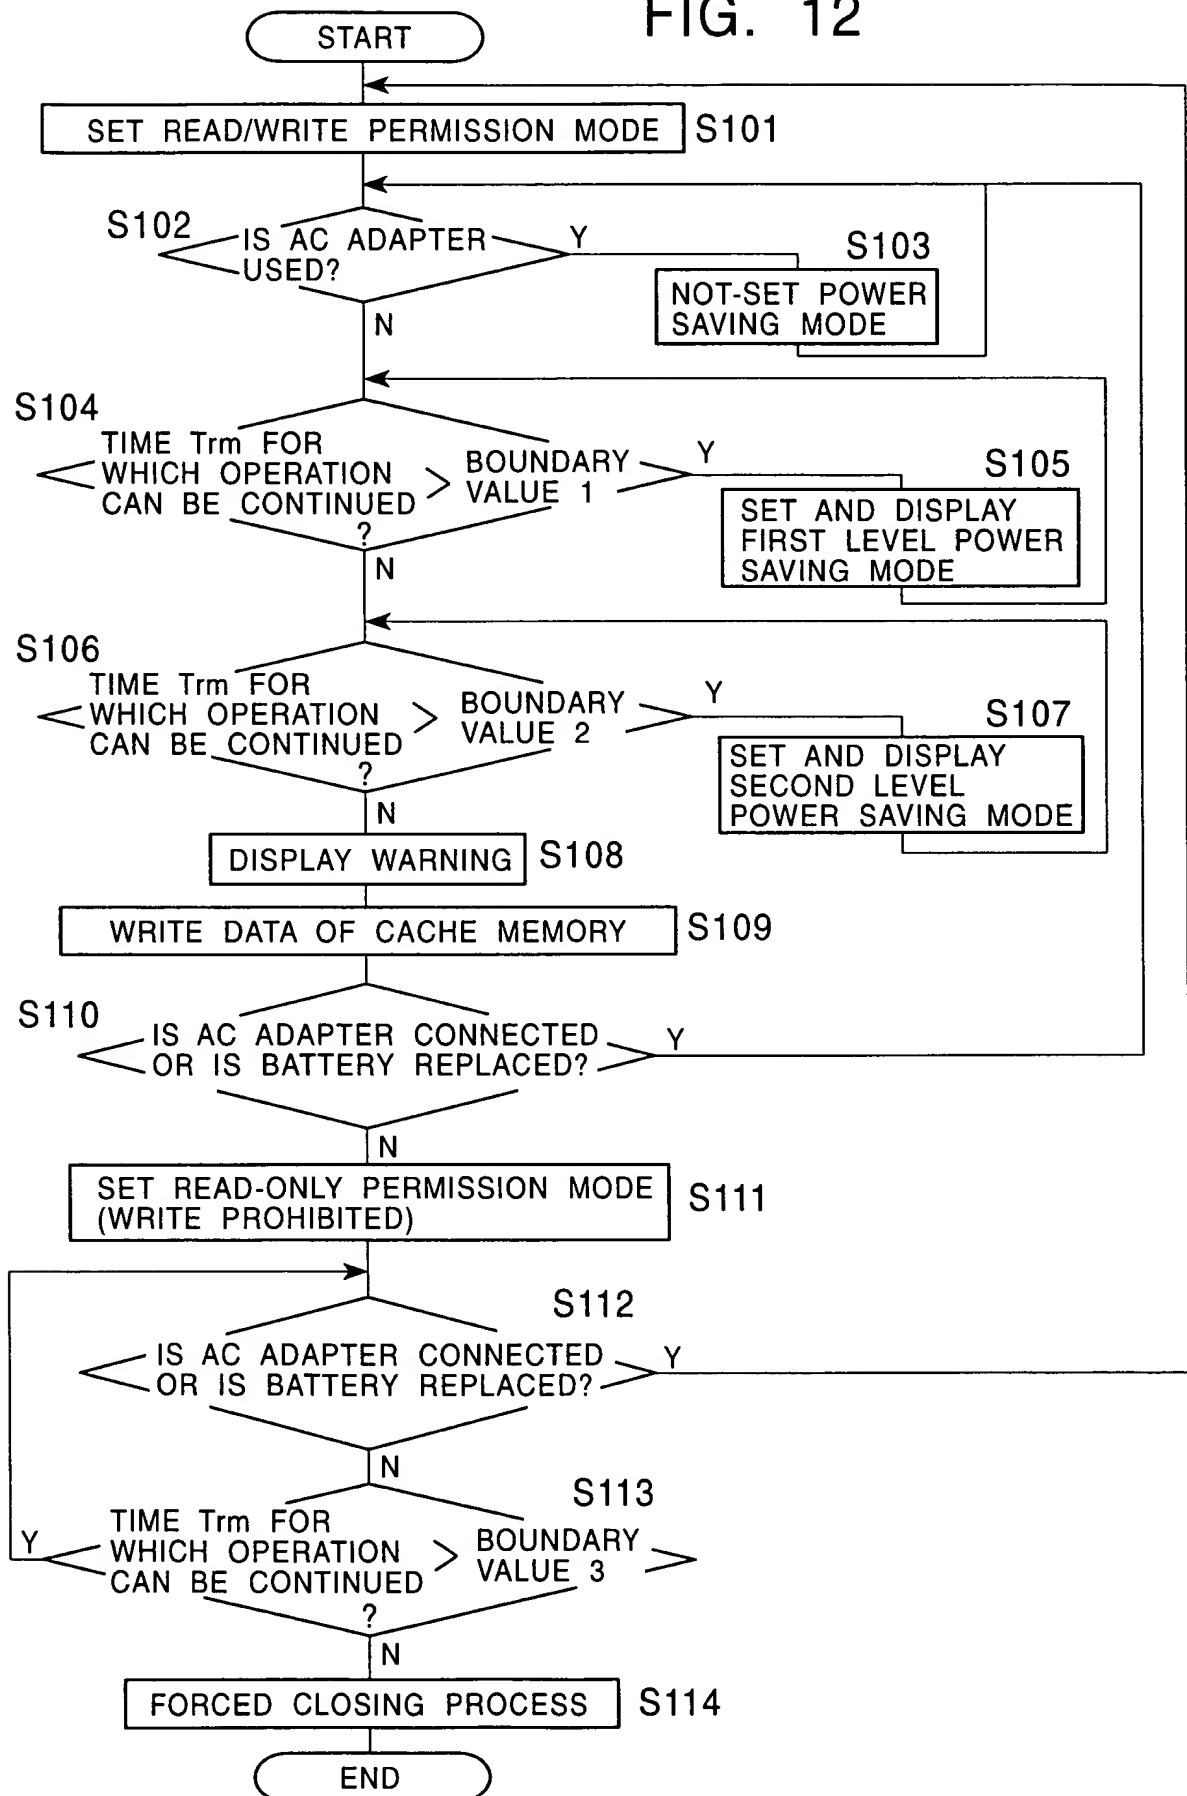 FIG. 12
START
SET READ/WRITE PERMISSION MODE
S101
S102
IS AC ADAPTER
USED?
Y
N
S103
NOT-SET POWER
SAVING MODE
S104
TIME Trm FOR
WHICH OPERATION
CAN BE CONTINUED
>
BOUNDARY
VALUE 1
?
Y
N
S105
SET AND DISPLAY
FIRST LEVEL POWER
SAVING MODE
S106
TIME Trm FOR
WHICH OPERATION
CAN BE CONTINUED
>
BOUNDARY
VALUE 2
?
Y
N
S107
SET AND DISPLAY
SECOND LEVEL
POWER SAVING MODE
DISPLAY WARNING
S108
WRITE DATA OF CACHE MEMORY
S109
S110
IS AC ADAPTER CONNECTED
OR IS BATTERY REPLACED?
Y
N
SET READ-ONLY PERMISSION MODE
(WRITE PROHIBITED)
S111
S112
IS AC ADAPTER CONNECTED
OR IS BATTERY REPLACED?
Y
N
S113
TIME Trm FOR
WHICH OPERATION
CAN BE CONTINUED
>
BOUNDARY
VALUE 3
?
Y
N
FORCED CLOSING PROCESS
S114
END